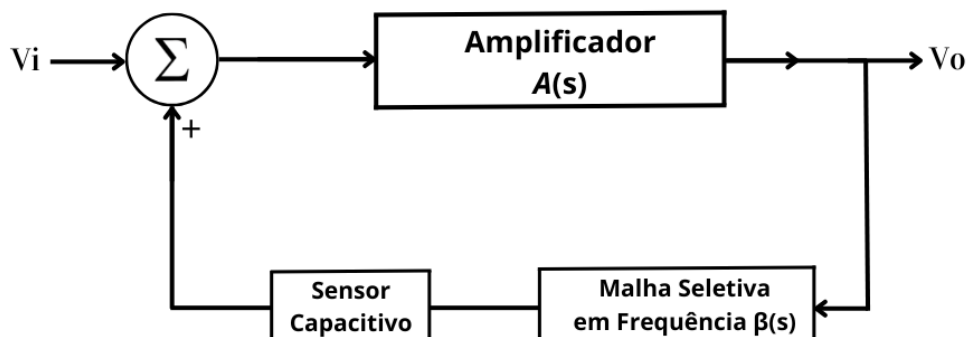 Vi
Σ
+
Amplificador
A(s)
Vo
Sensor
Capacitivo
Malha Seletiva
em Frequência β(s)